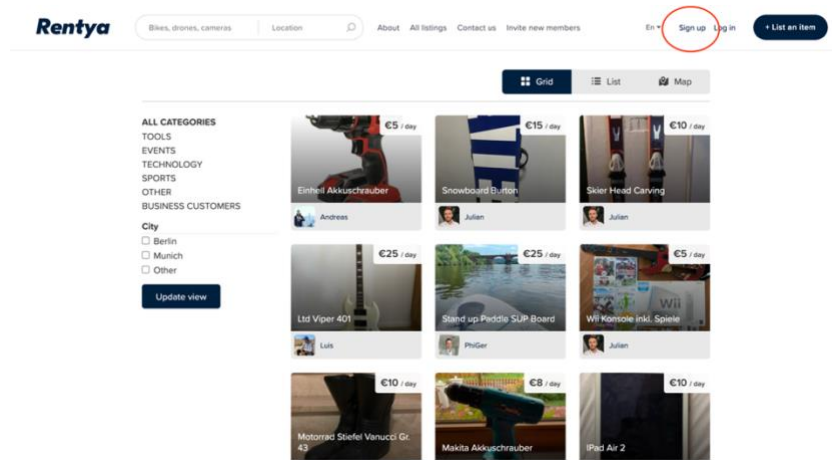 Rentya
Bikes, drones, cameras Location About All listings Contact us Invite new members En Sign up Log in + List an item
Grid List Map
ALL CATEGORIES
TOOLS
EVENTS
TECHNOLOGY
SPORTS
OTHER
BUSINESS CUSTOMERS
City
Berlin
Munich
Other
Update view
€5 / day
Einhell Akkuschrauber
Andreas
€15 / day
Snowboard Burton
Julian
€10 / day
Skier Head Carving
Julian
€25 / day
Ltd Viper 401
Luis
€25 / day
Stand up Paddle SUP Board
PhiGer
€5 / day
Wii
Wii Konsole inkl. Spiele
Julian
€10 / day
Motorrad Stiefel Vanucci Gr.
43
€8 / day
Makita Akkuschrauber
€10 / day
IPad Air 2